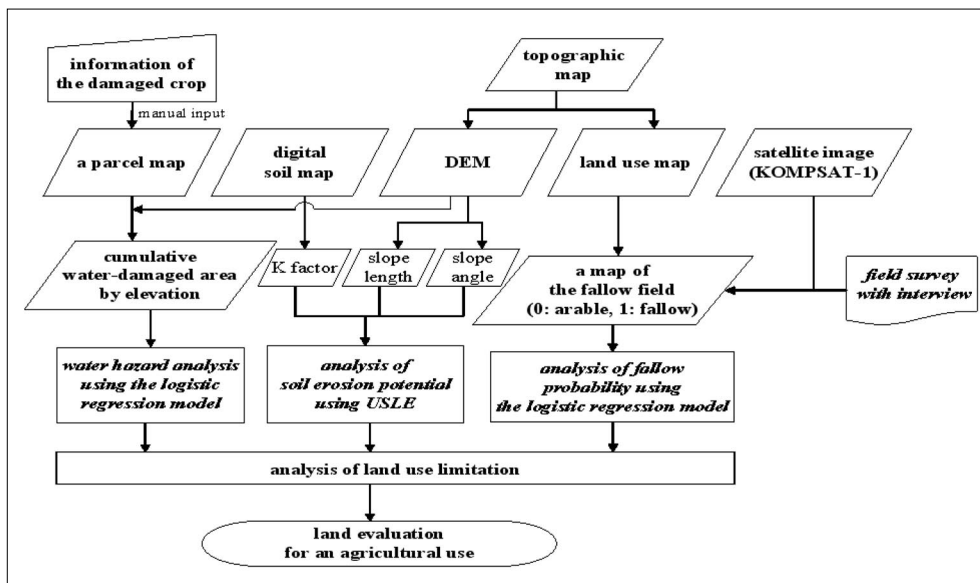 information of
the damaged crop
topographic
map
manual input
a parcel map
digital
soil map
DEM
land use map
satellite image
(KOMPSAT-1)
cumulative
water-damaged area
by elevation
K factor
slope
length
slope
angle
a map of
the fallow field
(0: arable, 1: fallow)
field survey
with interview
water hazard analysis
using the logistic
regression model
analysis of
soil erosion potential
using USLE
analysis of fallow
probability using
the logistic regression model
analysis of land use limitation
land evaluation
for an agricultural use